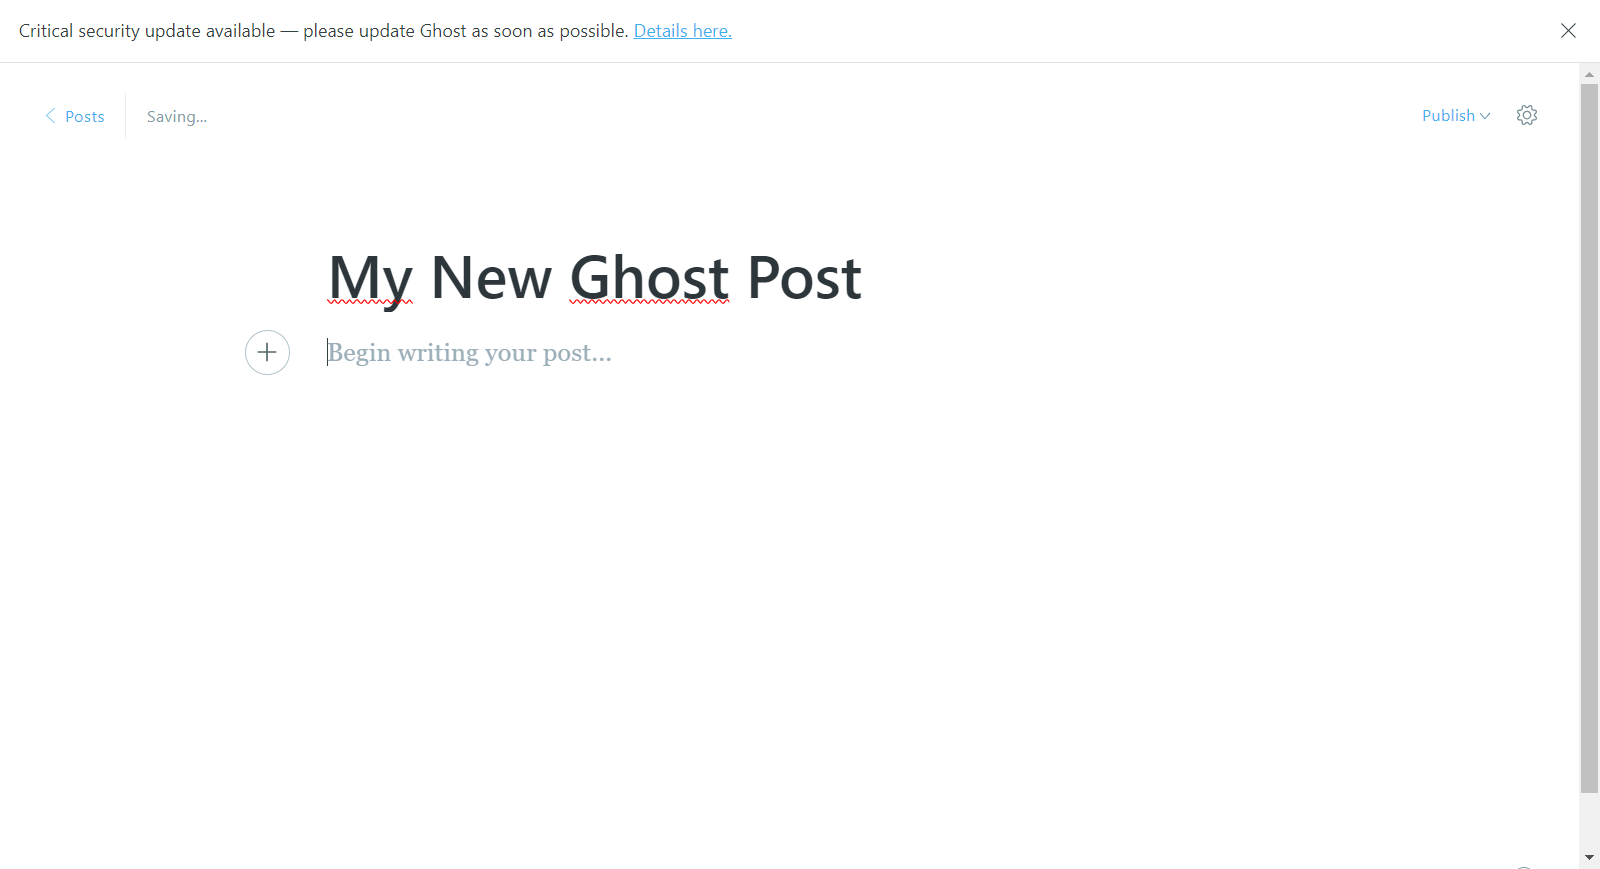 Critical security update available — please update Ghost as soon as possible. Details here.
Posts
Saving...
Publish
My New Ghost Post
Begin writing your post...